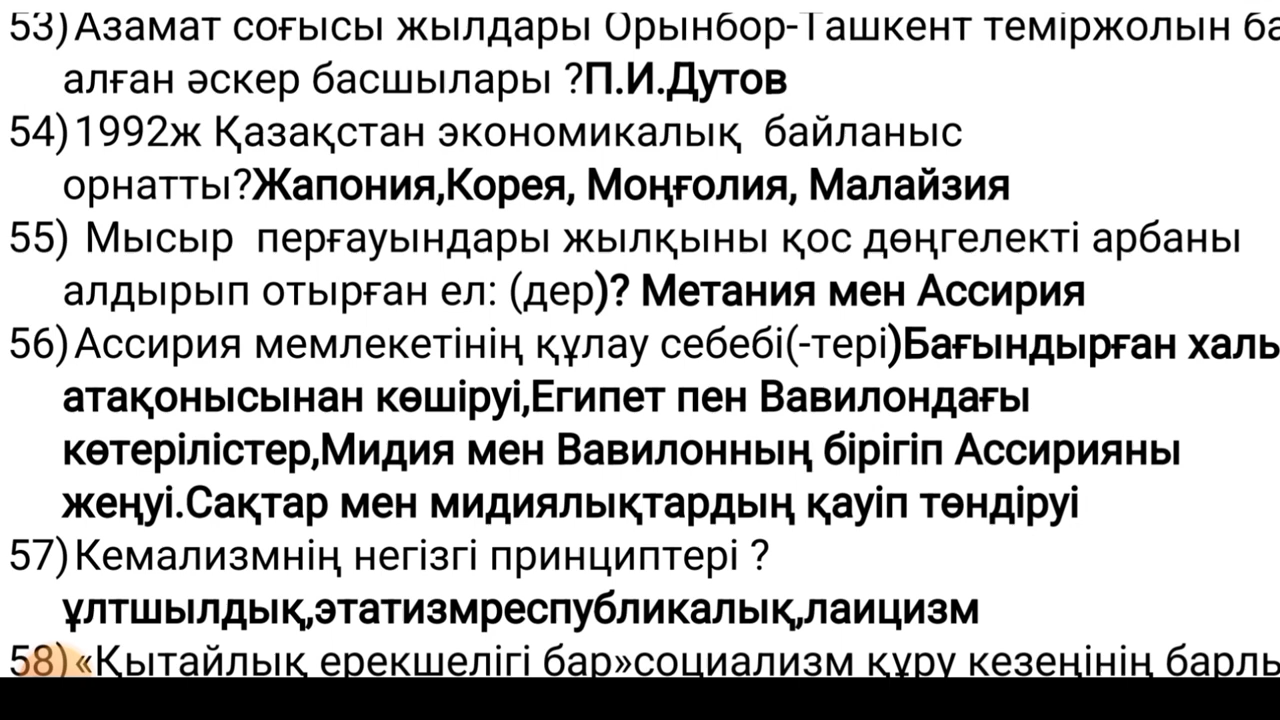 53) Азамат соғысы жылдары Орынбор-Ташкент теміржолын
алған әскер басшылары ?П.И.Дутов
54) 1992ж Қазақстан экономикалық байланыс
орнатты?Жапония,Корея, Моңғолия, Малайзия
55) Мысыр перғауындары жылқыны қос дөңгелекті арбаны
алдырып отырған ел: (дер)? Метания мен Ассирия
56) Ассирия мемлекетінің құлау себебі(-тері)Бағындырған
атақонысынан көшіруі,Египет пен Вавилондағы
көтерілістер,Мидия мен Вавилонның бірігіп Ассирияны
жеңуі.Сақтар мен мидиялықтардың қауіп төндіруі
57) Кемализмнің негізгі принциптері ?
ұлтшылдық,этатизмреспубликалық,лаицизм
58) «Қытайлық ерекшелігі бар»социализм құру кезеңінің